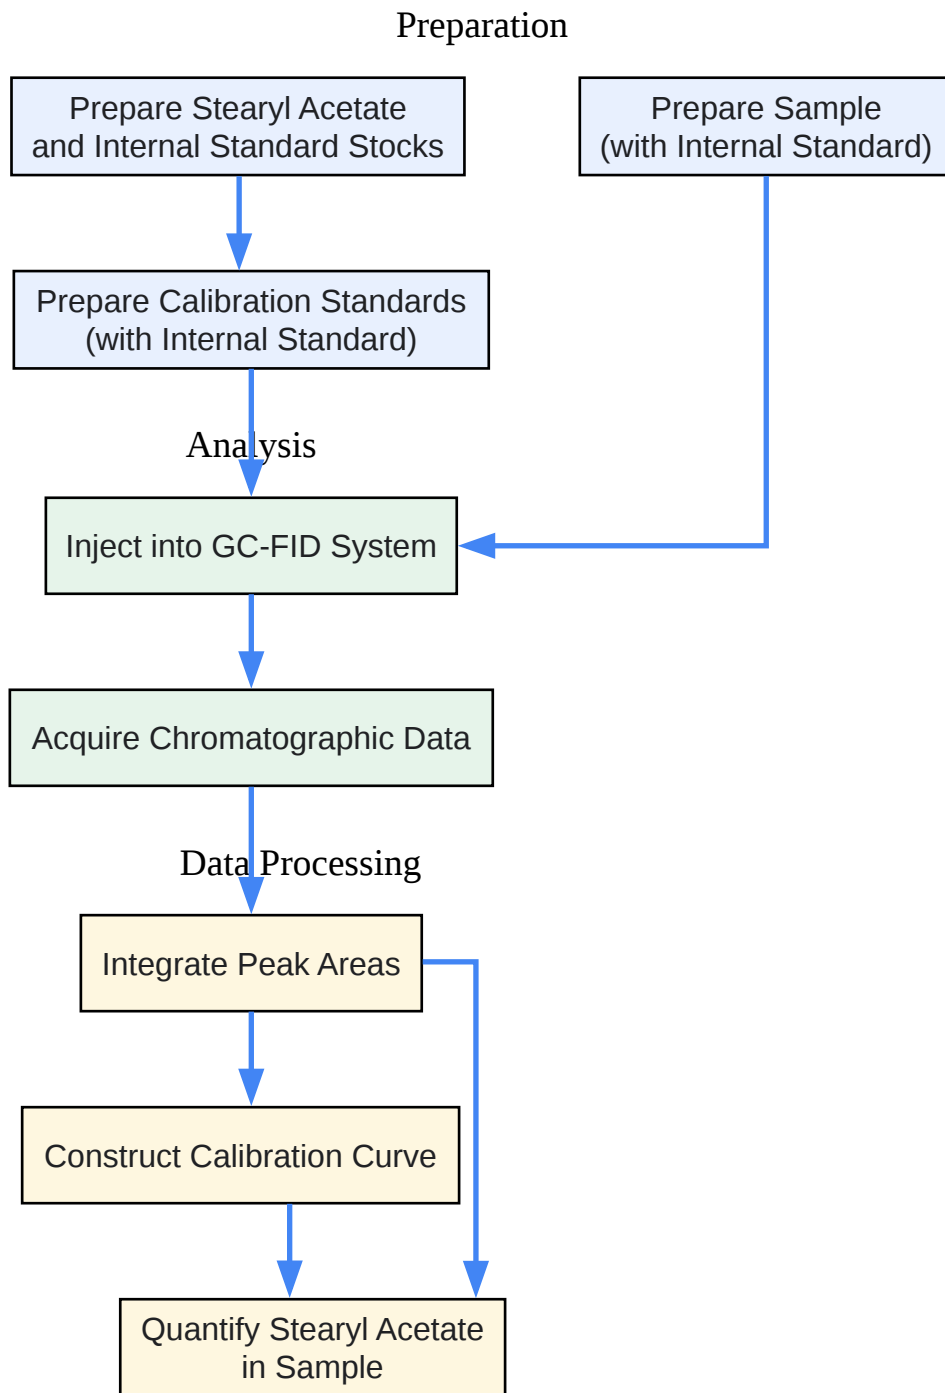 Preparation
Prepare Stearyl Acetate
and Internal Standard Stocks
Prepare Sample
(with Internal Standard)
Prepare Calibration Standards
(with Internal Standard)
Analysis
Inject into GC-FID System
Acquire Chromatographic Data
Data Processing
Integrate Peak Areas
Construct Calibration Curve
Quantify Stearyl Acetate
in Sample